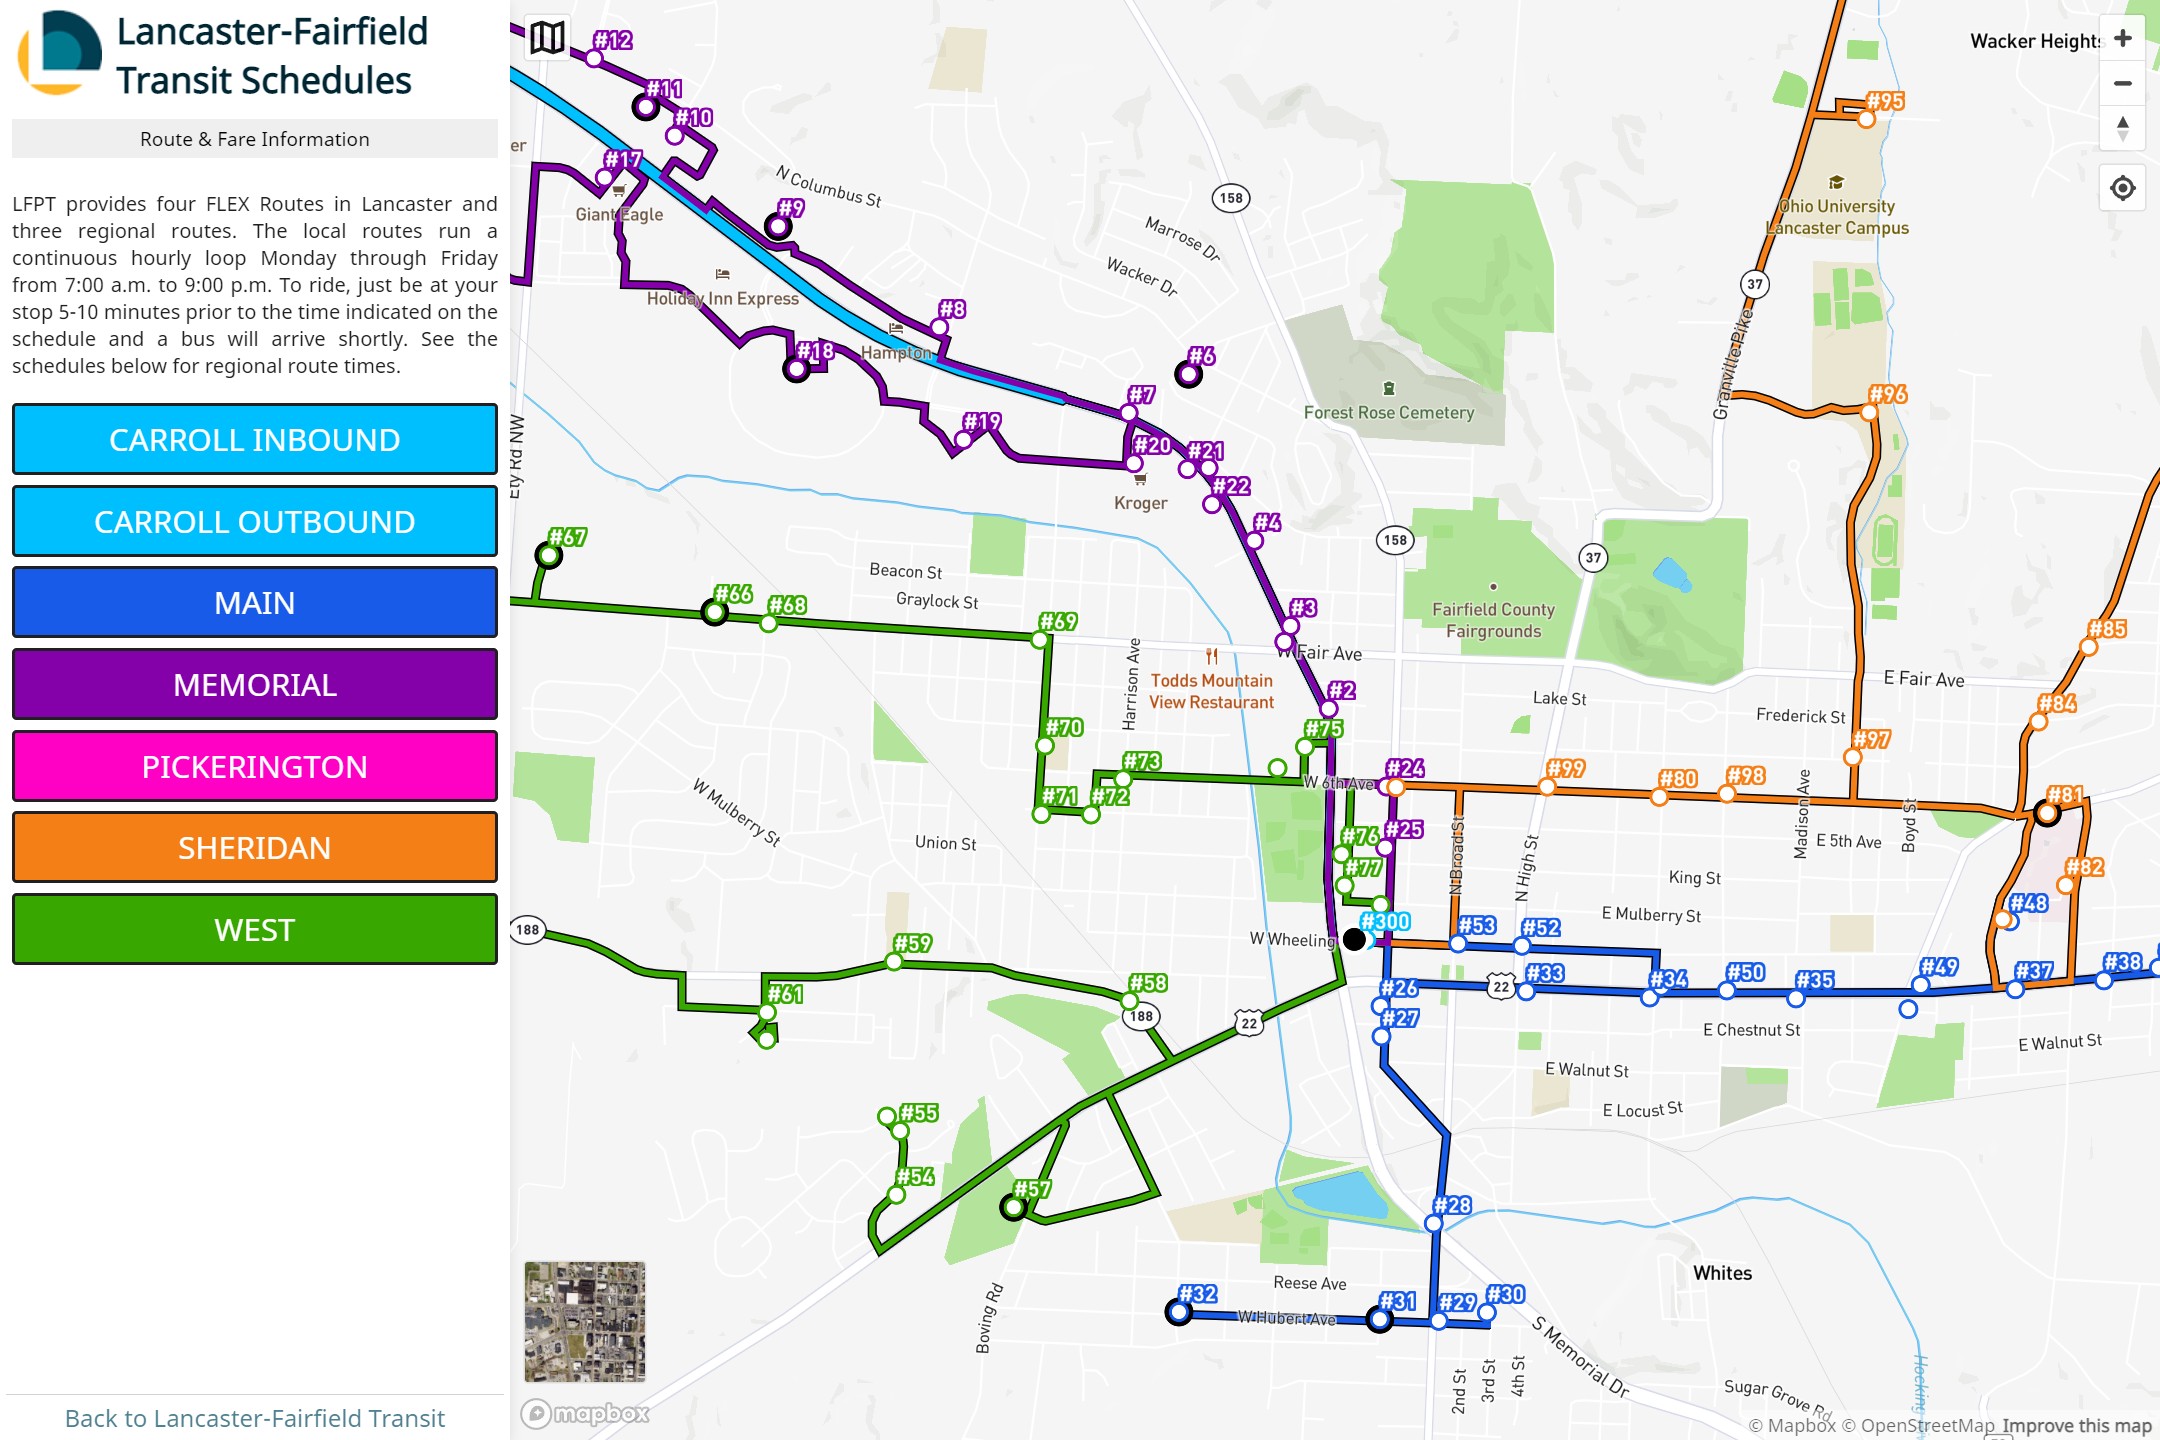 Lancaster-Fairfield
Transit Schedules
Route & Fare Information
LFPT provides four FLEX Routes in Lancaster and
three regional routes. The local routes run a
continuous hourly loop Monday through Friday
from 7:00 a.m. to 9:00 p.m. To ride, just be at your
stop 5-10 minutes prior to the time indicated on the
schedule and a bus will arrive shortly. See the
schedules below for regional route times.
CARROLL INBOUND
CARROLL OUTBOUND
MAIN
MEMORIAL
PICKERINGTON
SHERIDAN
WEST
Back to Lancaster-Fairfield Transit
#12
Wacker Heights
#11
#95
#10
er
#17
N Columbus St
158
Giant Eagle
#9
Ohio University
Lancaster Campus
Marrose Dr
Wacker Dr
37
Holiday Inn Express
#8
Hampton
#18
#6
Granville Pike
Forest Rose Cemetery
#7
#96
#19
#20
#21
#22
Kroger
Ety Rd NW
#4
158
#67
37
Beacon St
Graylock St
#66
#68
#69
#3
Fairfield County
Fairgrounds
#85
W Fair Ave
Harrison Ave
Todds Mountain
View Restaurant
E Fair Ave
#2
Lake St
#84
Frederick St
#70
#75
#97
#73
W 6th Ave
#24
#99
#80
#98
#71
#72
#81
Madison Ave
Boyd St
W Mulberry St
Union St
#76
#25
E 5th Ave
#77
N Broad St
N High St
King St
#82
#48
#300
E Mulberry St
188
W Wheeling
#53
#52
#59
#58
#61
#26
22
#33
#34
#50
#35
#49
#37
#38
188
22
#27
E Chestnut St
E Walnut St
E Walnut St
E Locust St
#55
#54
#57
#28
Whites
Reese Ave
#32
W Hubert Ave
#31
#29
#30
Boving Rd
S Memorial Dr
2nd St
3rd St
4th St
Sugar Grove Rd
Hocking
mapbox
© Mapbox © OpenStreetMap Improve this map